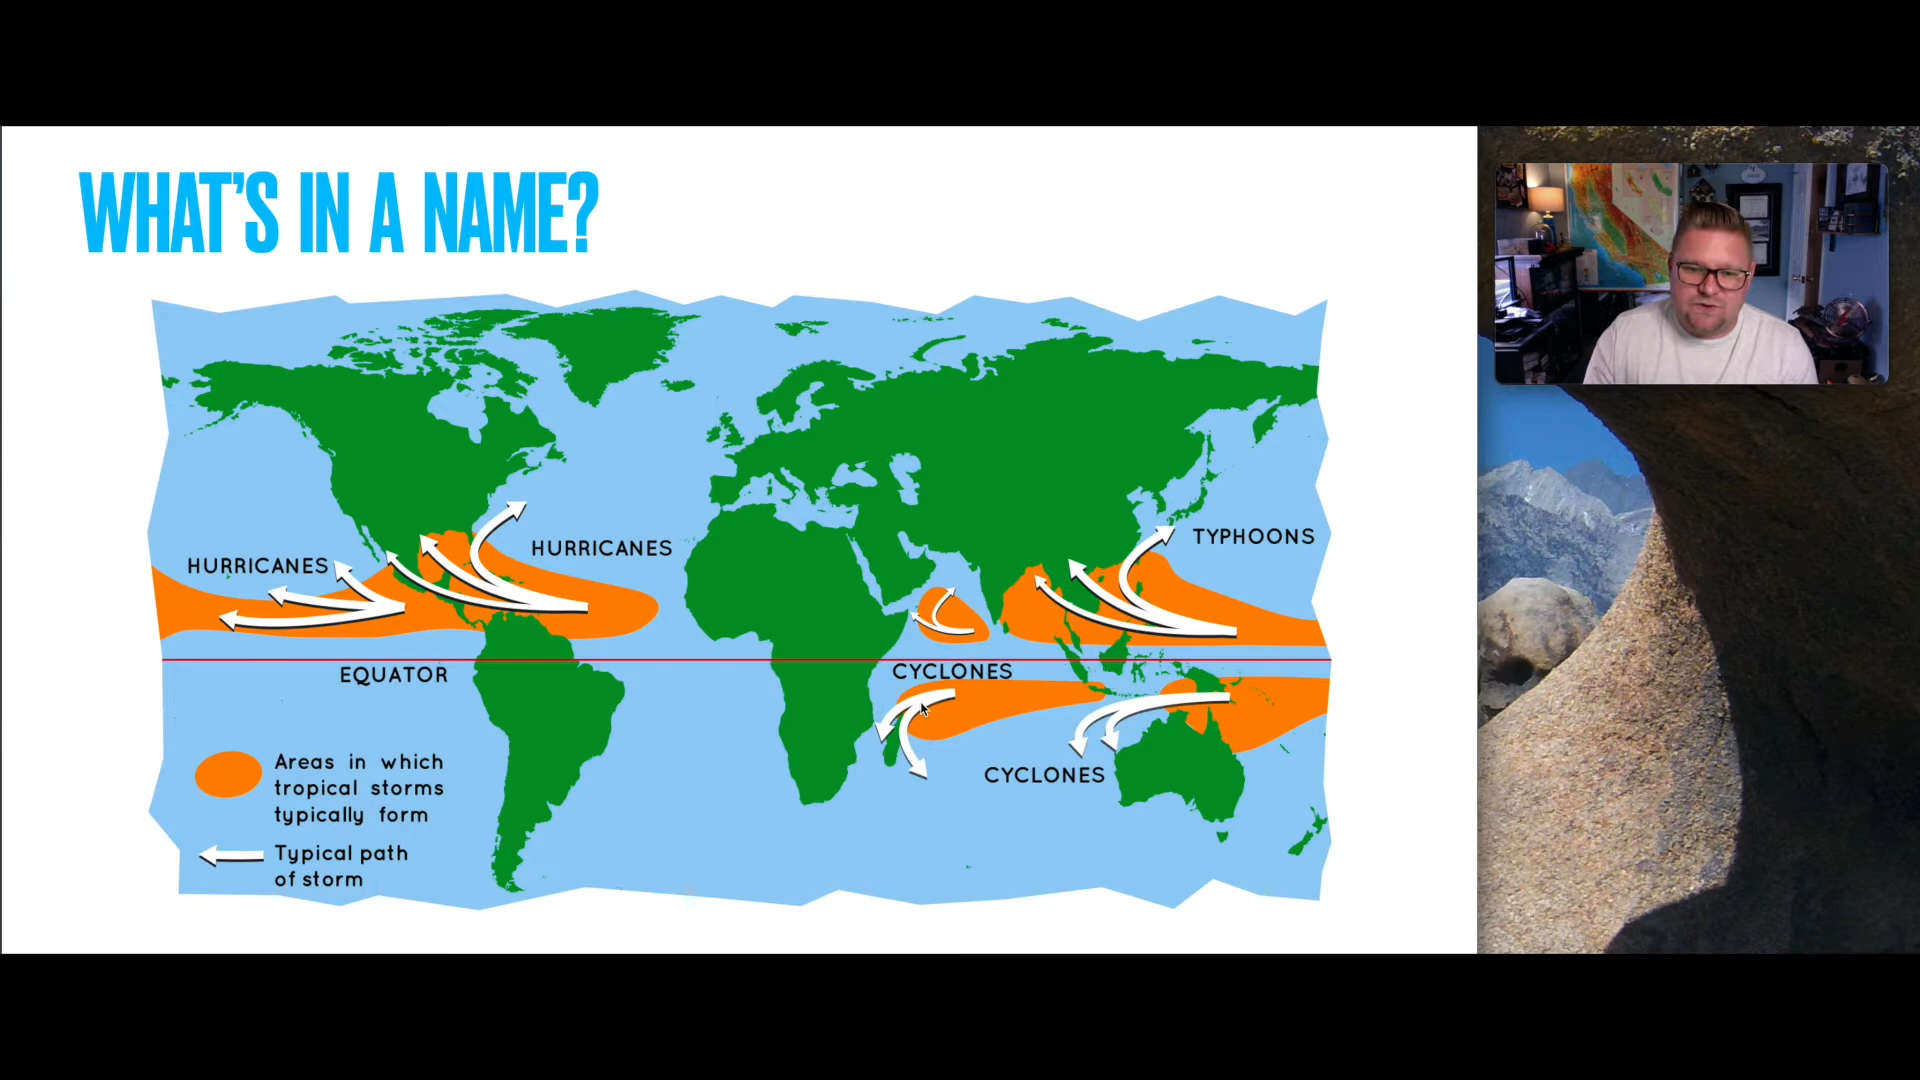 WHAT'S IN A NAME?
HURRICANES
HURRICANES
TYPHOONS
EQUATOR
CYCLONES
CYCLONES
Areas in which
tropical storms
typically form
Typical path
of storm